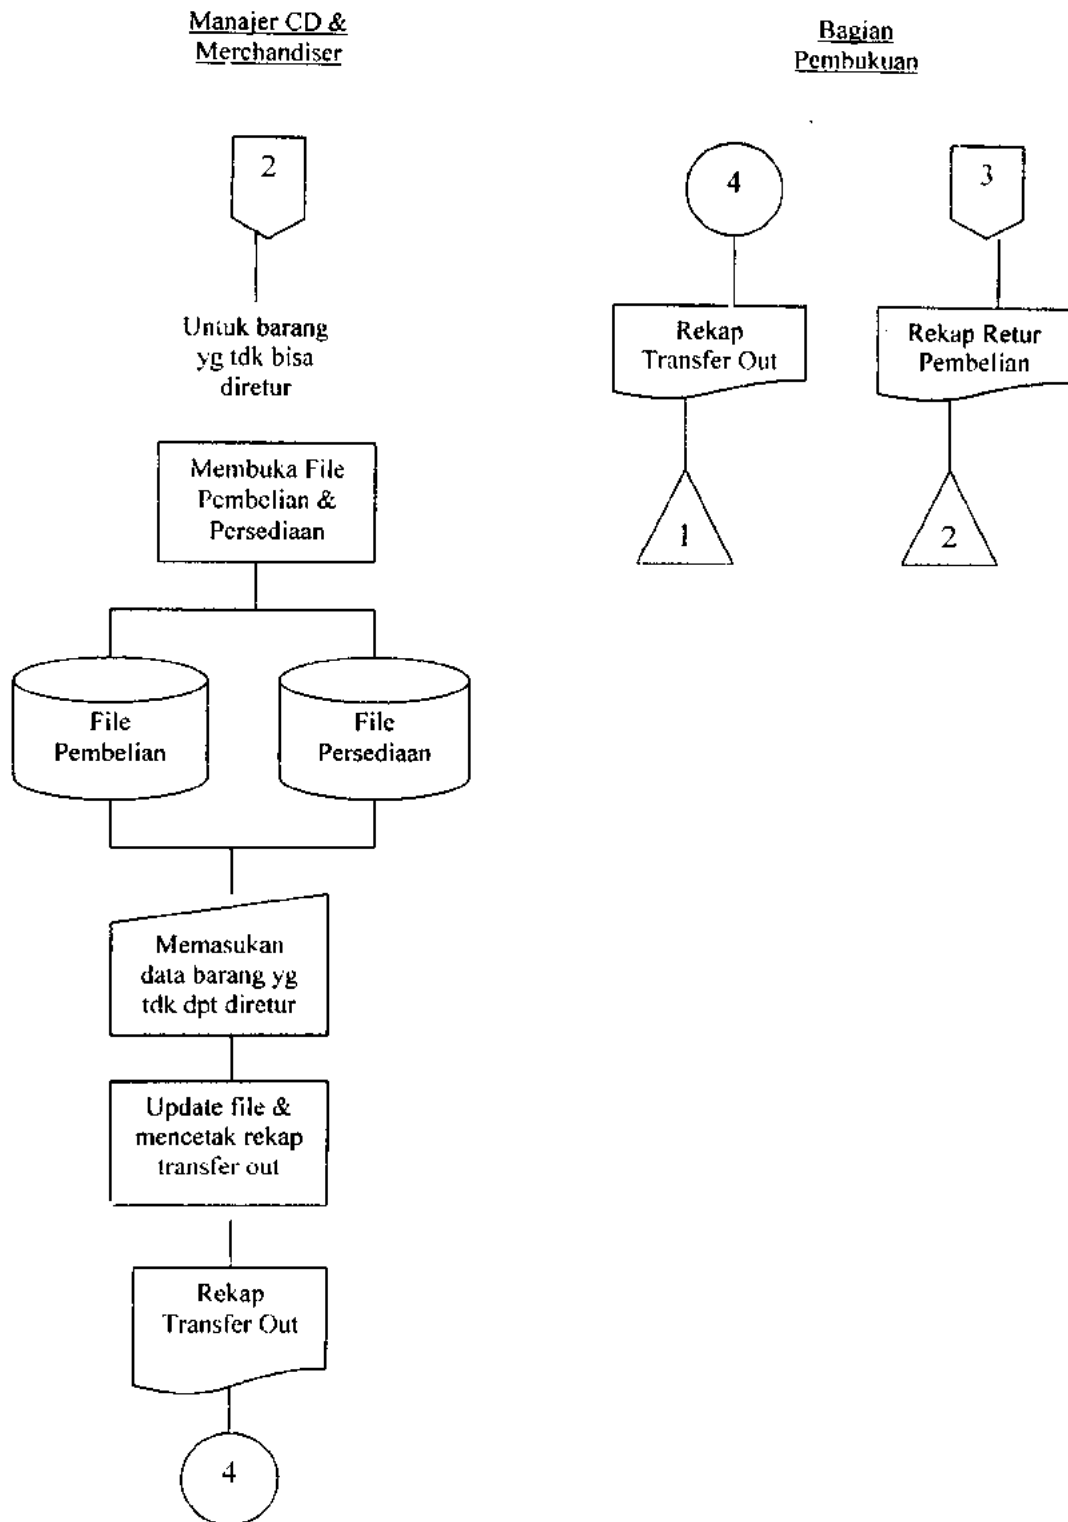 Manajer CD &
Merchandiser
2
Untuk barang
yg tdk bisa
diretur
Membuka File
Pembelian &
Persediaan
File
Pembelian
File
Persediaan
Memasukan
data barang yg
tdk dpt diretur
Update file &
mencetak rekap
transfer out
Rekap
Transfer Out
4
Bagian
Pembukuan
4
Rekap
Transfer Out
1
3
Rekap Retur
Pembelian
2